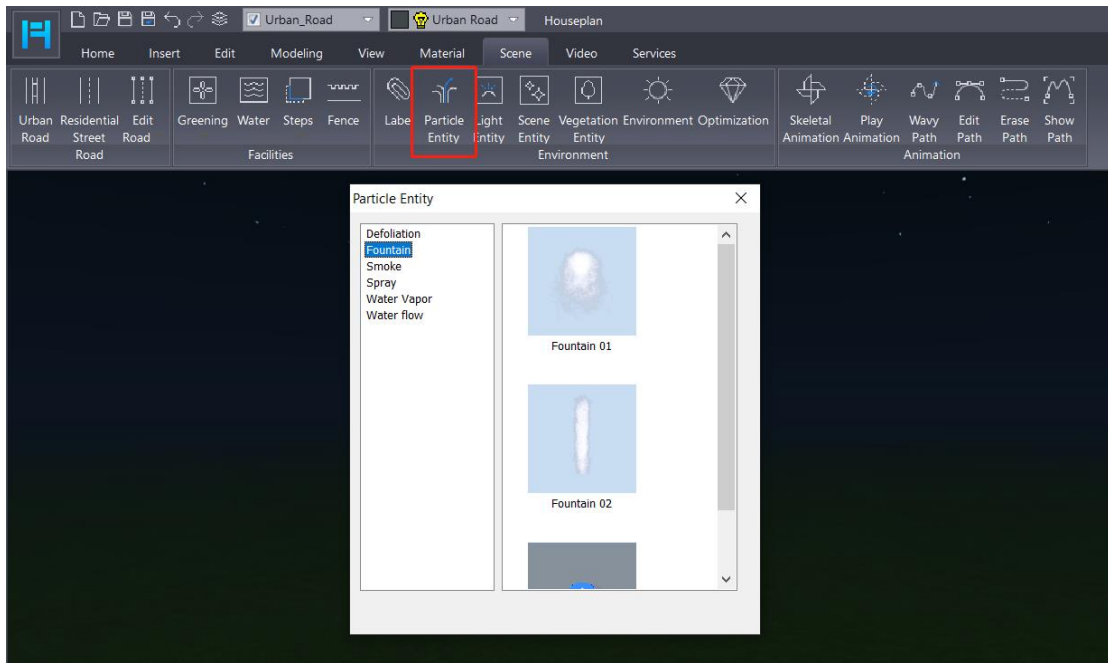 Urban_Road Urban Road Houseplan
Home Insert Edit Modeling View Material Scene Video Services
Urban Residential Edit Greening Water Steps Fence Label Particle Light Scene Vegetation Environment Optimization Skeletal Play Wavy Edit Erase Show
Road Street Road Entity Entity Entity Entity Animation Animation Path Path Path Path
Road Facilities Environment Animation
Particle Entity
Defoliation
Fountain
Smoke
Spray
Water Vapor
Water flow
Fountain 01
Fountain 02